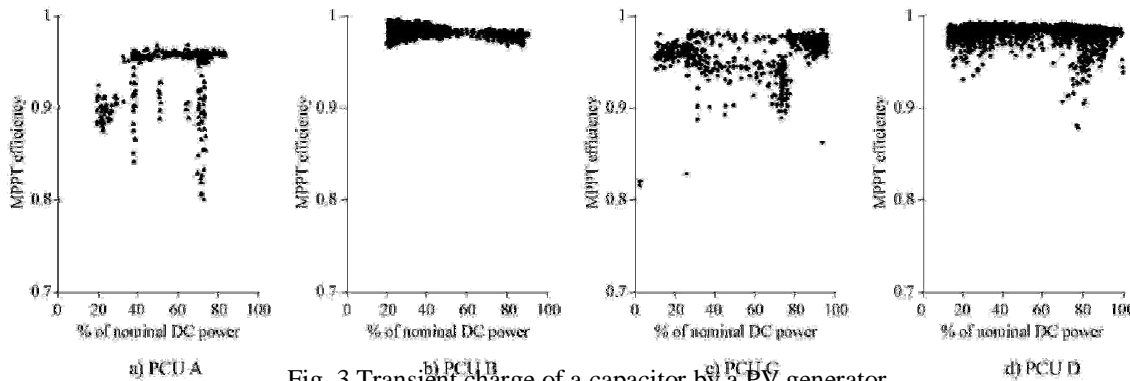 1
0.9
0.8
0.7
MPPT efficiency
0 20 40 60 80 100
% of nominal DC power
a) PCU A
1
0.9
0.8
0.7
MPPT efficiency
0 20 40 60 80 100
% of nominal DC power
b) PCU B
1
0.9
0.8
0.7
MPPT efficiency
0 20 40 60 80 100
% of nominal DC power
c) PCU C
1
0.9
0.8
0.7
MPPT efficiency
0 20 40 60 80 100
% of nominal DC power
d) PCU D
Fig. 3 Transient charge of a capacitor by a PV generator